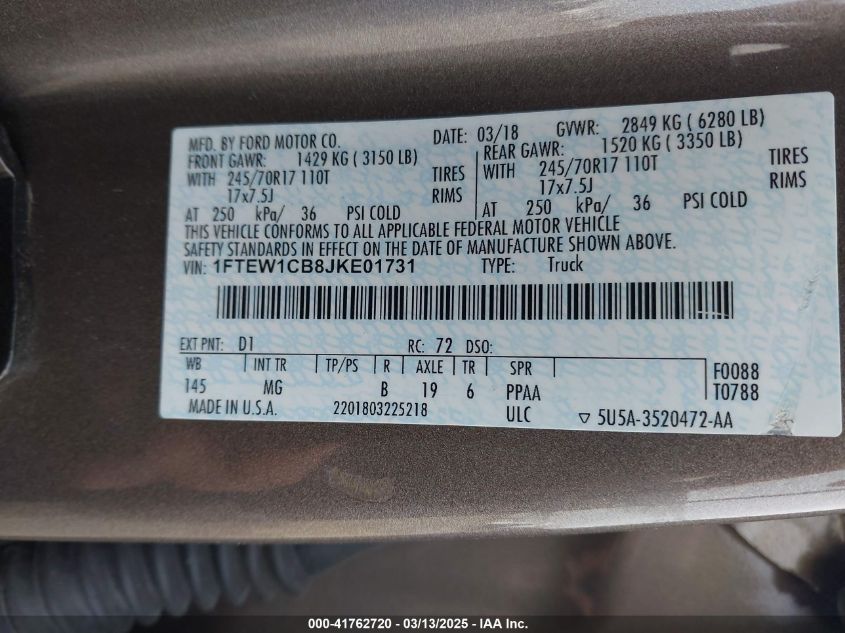 MFD. BY FORD MOTOR CO. DATE: 03/18 GVWR: 2849 KG ( 6280 LB)
FRONT GAWR: 1429 KG ( 3150 LB) REAR GAWR: 1520 KG ( 3350 LB)
WITH 245/70R17 110T TIRES WITH 245/70R17 110T TIRES
17x7.5J RIMS 17x7.5J RIMS
AT 250 kPa/ 36 PSI COLD AT 250 kPa/ 36 PSI COLD
THIS VEHICLE CONFORMS TO ALL APPLICABLE FEDERAL MOTOR VEHICLE
SAFETY STANDARDS IN EFFECT ON THE DATE OF MANUFACTURE SHOWN ABOVE.
VIN: 1FTEW1CB8JKE01731 TYPE: Truck
EXT PNT: D1 RC: 72 DSO:
WB INT TR TP/PS R AXLE TR SPR F0088
145 MG B 19 6 PPAA T0788
MADE IN U.S.A. 2201803225218 ULC ▽ 5U5A-3520472-AA
000-41762720 - 03/13/2025 - IAA Inc.